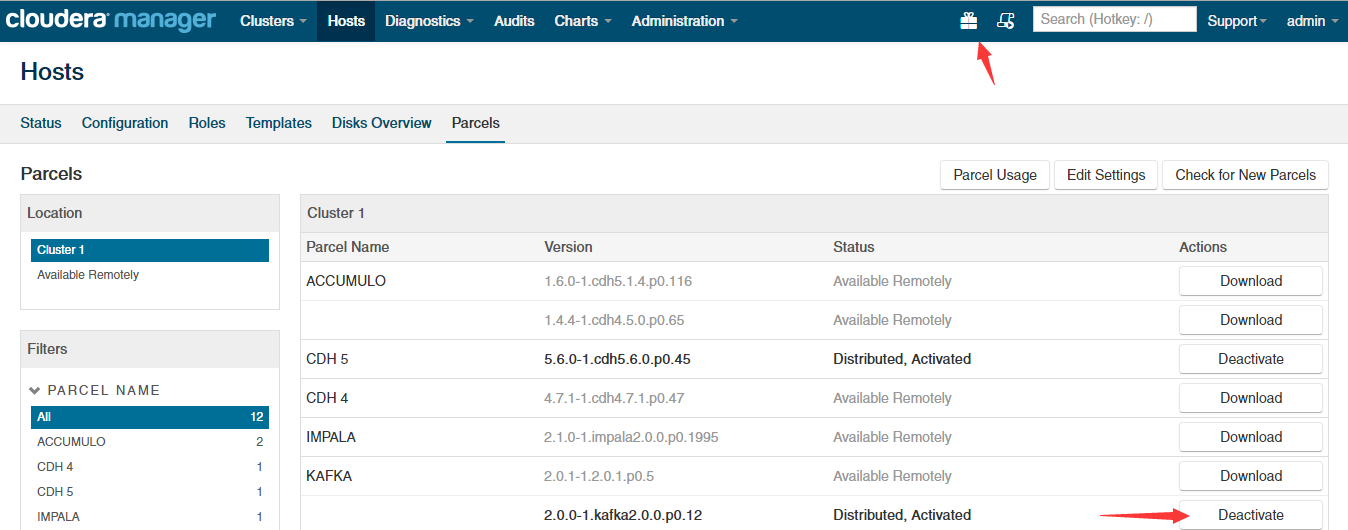 cloudera manager Clusters Hosts Diagnostics Audits Charts Administration Search (Hotkey: /) Support admin
Hosts
Status Configuration Roles Templates Disks Overview Parcels
Parcels Parcel Usage Edit Settings Check for New Parcels
Location
Cluster 1
Available Remotely
Filters
PARCEL NAME
All 12
ACCUMULO 2
CDH 4 1
CDH 5 1
IMPALA 1
Cluster 1
Parcel Name Version Status Actions
ACCUMULO 1.6.0-1.cdh5.1.4.p0.116 Available Remotely Download
1.4.4-1.cdh4.5.0.p0.65 Available Remotely Download
CDH 5 5.6.0-1.cdh5.6.0.p0.45 Distributed, Activated Deactivate
CDH 4 4.7.1-1.cdh4.7.1.p0.47 Available Remotely Download
IMPALA 2.1.0-1.impala2.0.0.p0.1995 Available Remotely Download
KAFKA 2.0.1-1.2.0.1.p0.5 Available Remotely Download
2.0.0-1.kafka2.0.0.p0.12 Distributed, Activated Deactivate